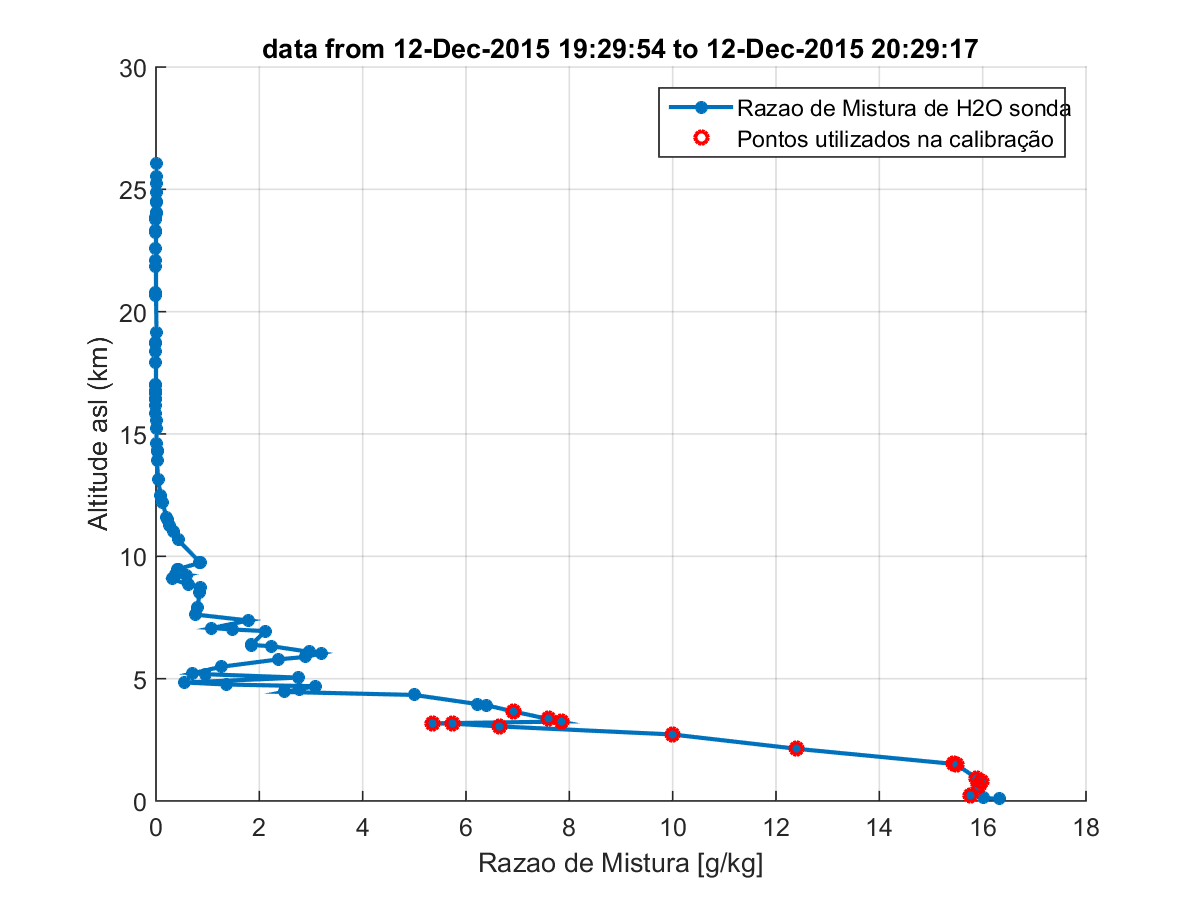 data from 12-Dec-2015 19:29:54 to 12-Dec-2015 20:29:17
Razao de Mistura de H2O sonda
Pontos utilizados na calibração
Altitude asl (km)
30
25
20
15
10
5
0
0 2 4 6 8 10 12 14 16 18
Razao de Mistura [g/kg]